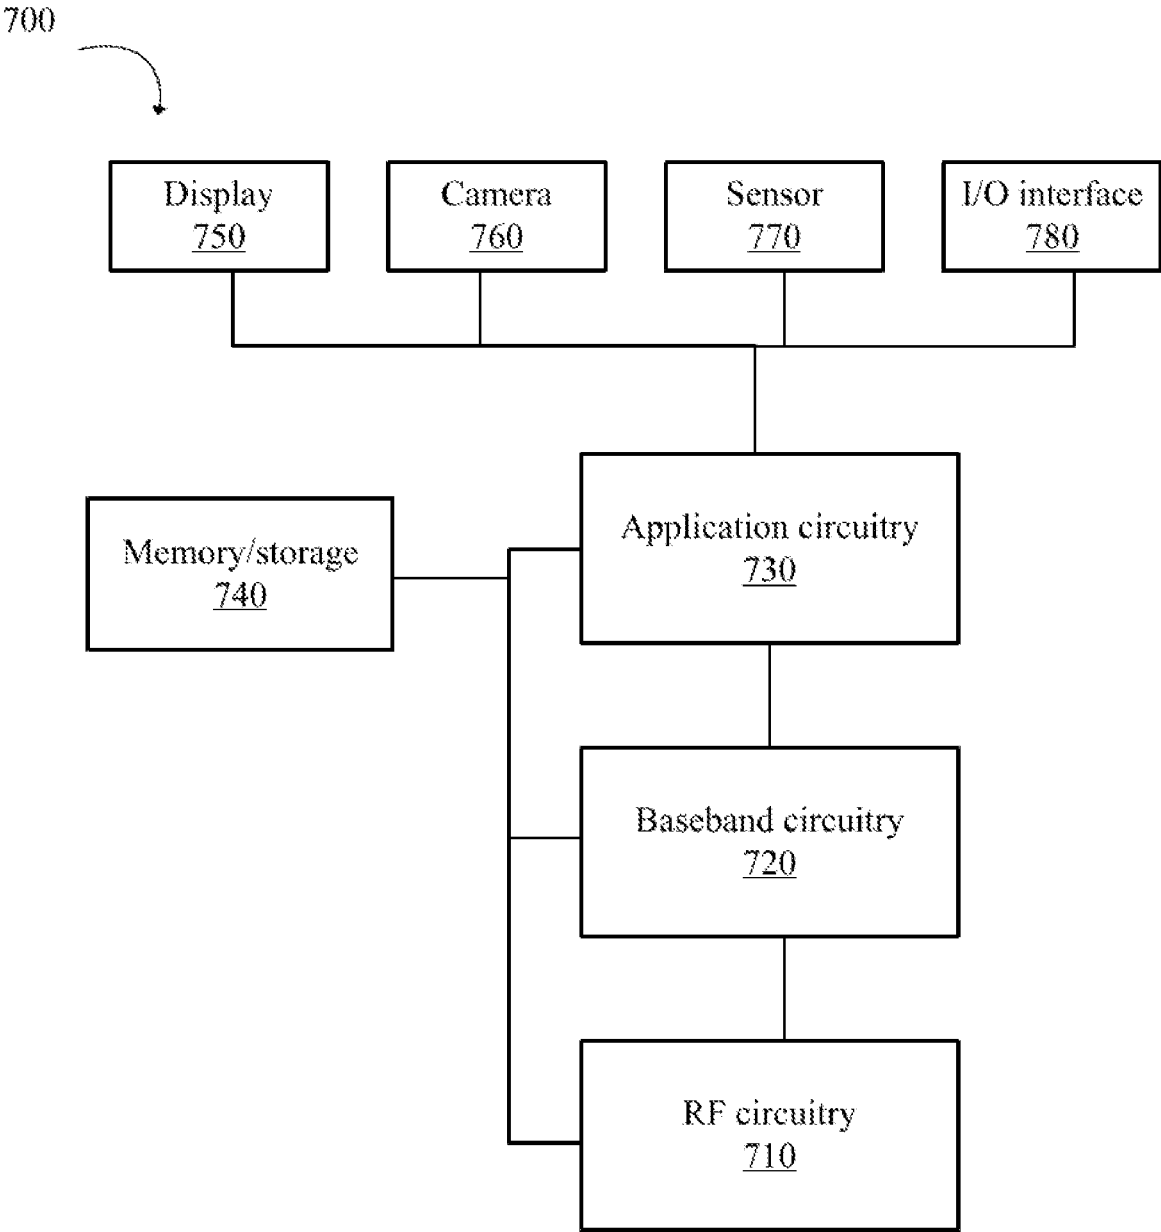 700
Display
750
Camera
760
Sensor
770
I/O interface
780
Application circuitry
730
Memory/storage
740
Baseband circuitry
720
RF circuitry
710